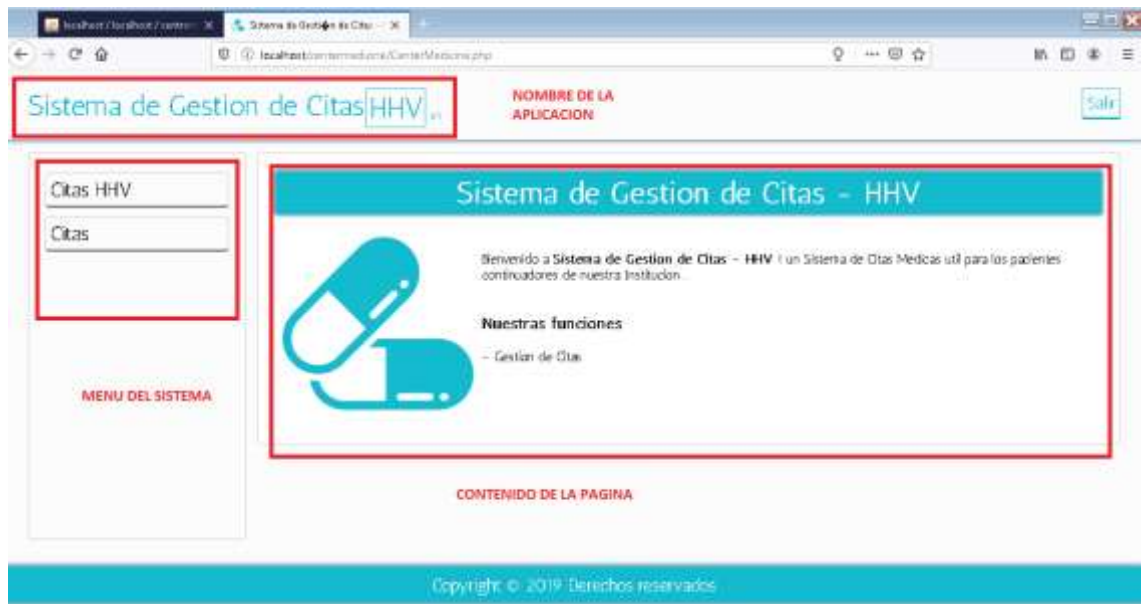 Sistema de Gestión de Citas
localhost
Sistema de Gestion de Citas HHV
NOMBRE DE LA
APLICACION
Salir
Citas HHV
Citas
MENU DEL SISTEMA
Sistema de Gestion de Citas - HHV
Bienvenido a Sistema de Gestion de Citas - HHV ! un Sistema de Citas Medicas util para los pacientes
continuadores de nuestra Institucion
Nuestras funciones
- Gestion de Citas
CONTENIDO DE LA PAGINA
Copyright © 2019 Derechos reservados